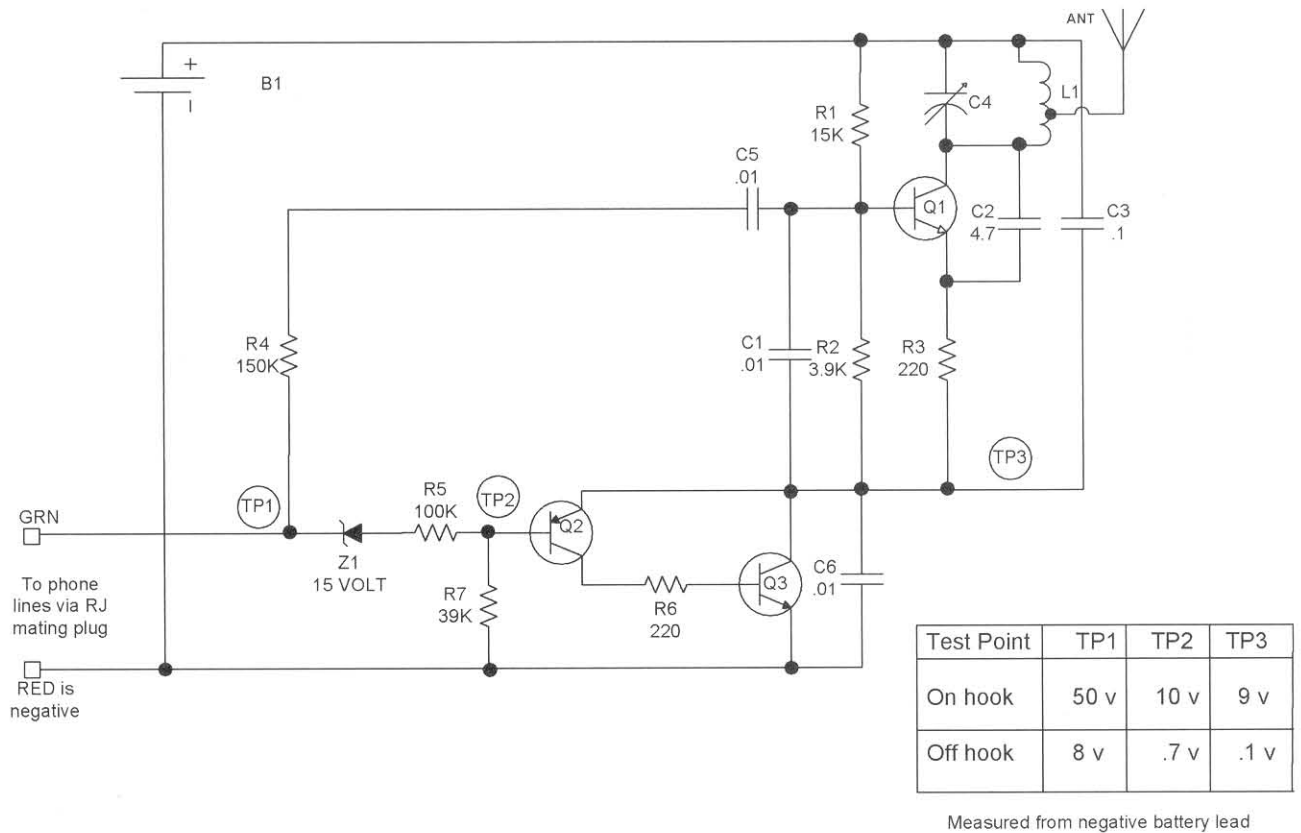 ANT
+
B1
-
C4
L1
R1
15K
C5
.01
Q1
C2
4.7
C3
.1
R4
150K
C1
.01
R2
3.9K
R3
220
TP3
TP1
R5
100K
TP2
GRN
Q2
Z1
15 VOLT
To phone
lines via RJ
mating plug
R7
39K
R6
220
Q3
C6
.01
RED is
negative
Test Point TP1 TP2 TP3
On hook 50 v 10 v 9 v
Off hook 8 v .7 v .1 v
Measured from negative battery lead